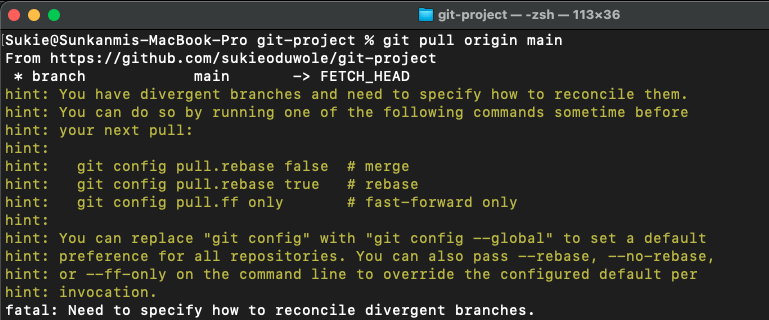 git-project — -zsh — 113×36
Sukie@Sunkanmis-MacBook-Pro git-project % git pull origin main
From https://github.com/sukieoduwole/git-project
 * branch            main       -> FETCH_HEAD
hint: You have divergent branches and need to specify how to reconcile them.
hint: You can do so by running one of the following commands sometime before
hint: your next pull:
hint:
hint:   git config pull.rebase false  # merge
hint:   git config pull.rebase true   # rebase
hint:   git config pull.ff only       # fast-forward only
hint:
hint: You can replace "git config" with "git config --global" to set a default
hint: preference for all repositories. You can also pass --rebase, --no-rebase,
hint: or --ff-only on the command line to override the configured default per
hint: invocation.
fatal: Need to specify how to reconcile divergent branches.